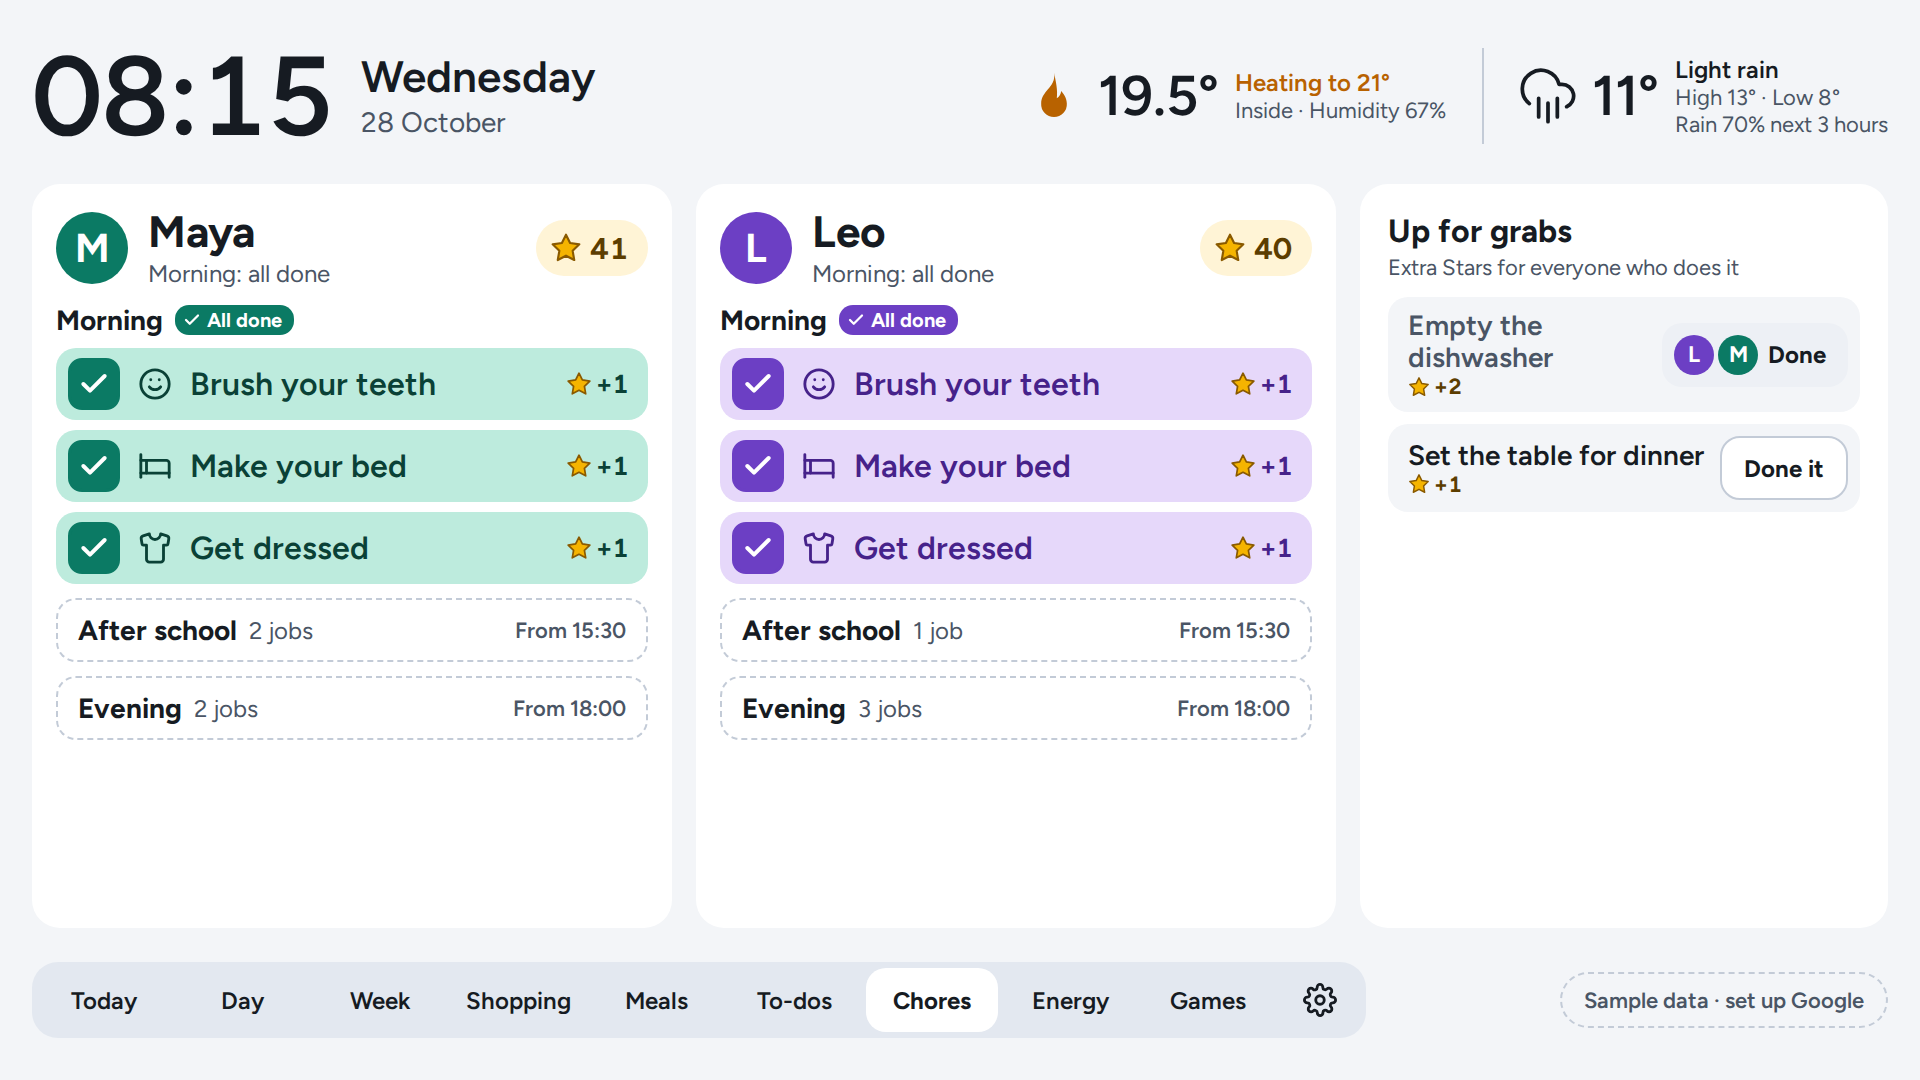 08:15
Wednesday
28 October
19.5°
Heating to 21°
Inside · Humidity 67%
11°
Light rain
High 13° · Low 8°
Rain 70% next 3 hours
M
Maya
Morning: all done
41
Morning
All done
Brush your teeth
+1
Make your bed
+1
Get dressed
+1
After school 2 jobs
From 15:30
Evening 2 jobs
From 18:00
L
Leo
Morning: all done
40
Morning
All done
Brush your teeth
+1
Make your bed
+1
Get dressed
+1
After school 1 job
From 15:30
Evening 3 jobs
From 18:00
Up for grabs
Extra Stars for everyone who does it
Empty the
dishwasher
+2
L M Done
Set the table for dinner
+1
Done it
Today Day Week Shopping Meals To-dos Chores Energy Games
Sample data · set up Google